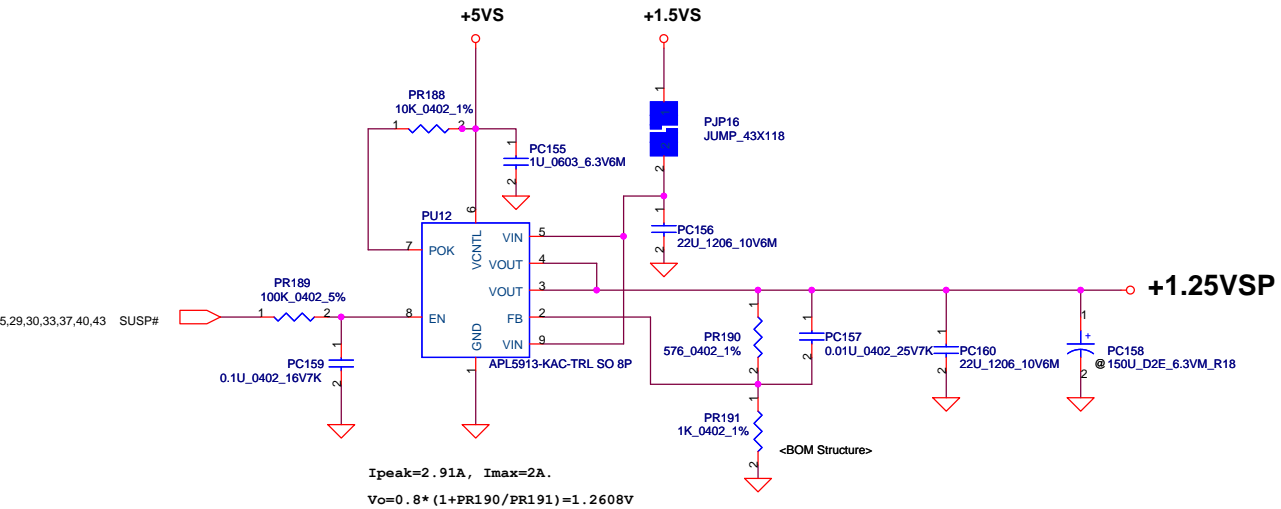 +5VS
+1.5VS
PR188
10K_0402_1%
1
2
PC155
1U_0603_6.3V6M
1
2
1
PJP16
JUMP_43X118
1
2
2
PU12
6
VCNTL
7
POK
VIN
5
VOUT
4
VOUT
3
FB
2
VIN
9
8
EN
GND
1
APL5913-KAC-TRL SO 8P
PC156
22U_1206_10V6M
1
2
5,29,30,33,37,40,43 SUSP#
PR189
100K_0402_5%
1
2
PC159
0.1U_0402_16V7K
1
2
+1.25VSP
PR190
576_0402_1%
1
2
PC157
0.01U_0402_25V7K
1
2
PC160
22U_1206_10V6M
1
2
1
+
PC158
@150U_D2E_6.3VM_R18
2
PR191
1K_0402_1%
1
2
<BOM Structure>
Ipeak=2.91A, Imax=2A.
Vo=0.8*(1+PR190/PR191)=1.2608V